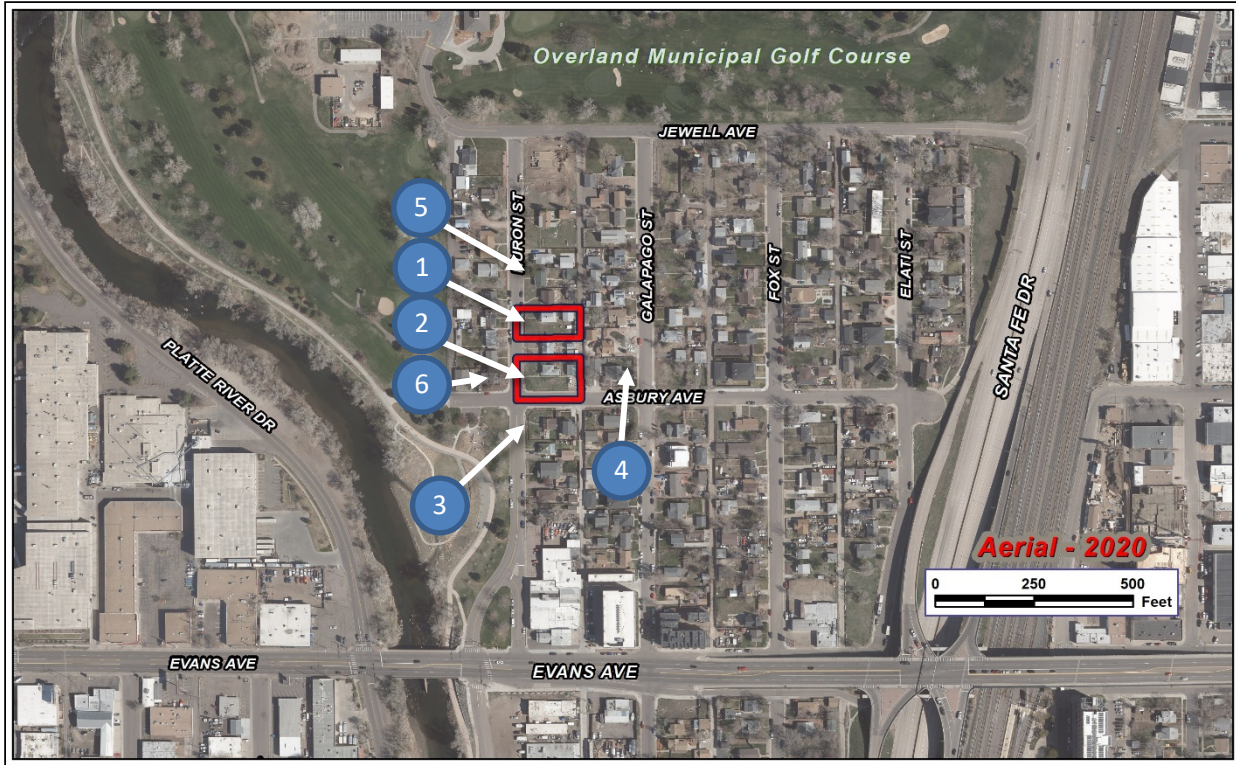 Overland Municipal Golf Course
JEWELL AVE
5
HURON ST
1
GALAPAGO ST
FOX ST
ELATI ST
SANTA FE DR
2
PLATTE RIVER DR
6
ASBURY AVE
4
3
Aerial - 2020
0 250 500
Feet
EVANS AVE
EVANS AVE